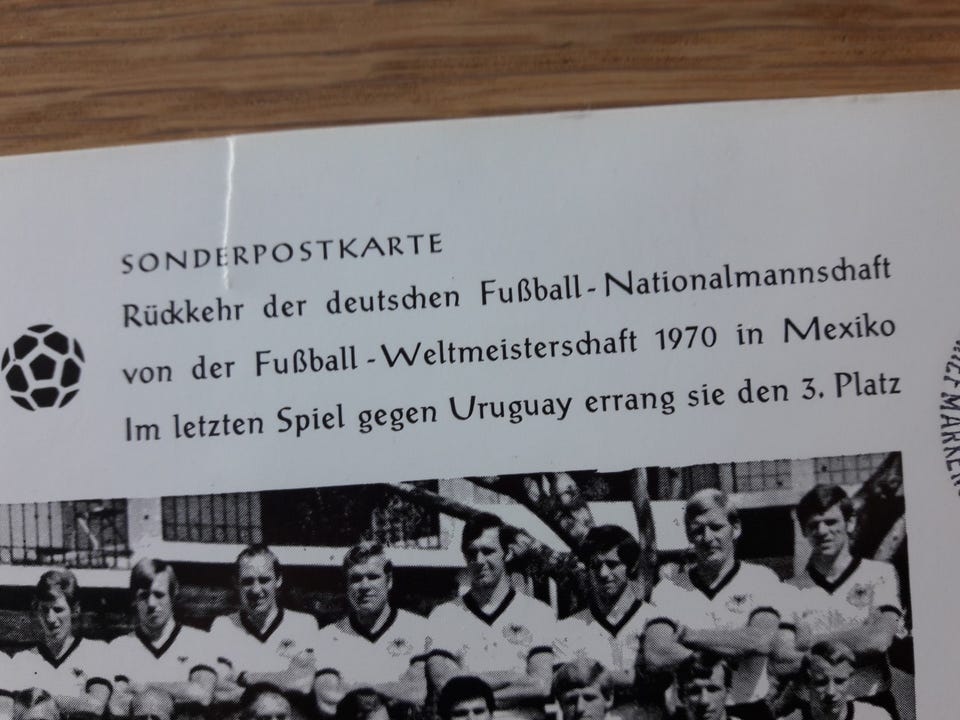 SONDERPOSTKARTE
Rückkehr der deutschen Fußball-Nationalmannschaft
von der Fußball-Weltmeisterschaft 1970 in Mexiko
Im letzten Spiel gegen Uruguay errang sie den 3. Platz